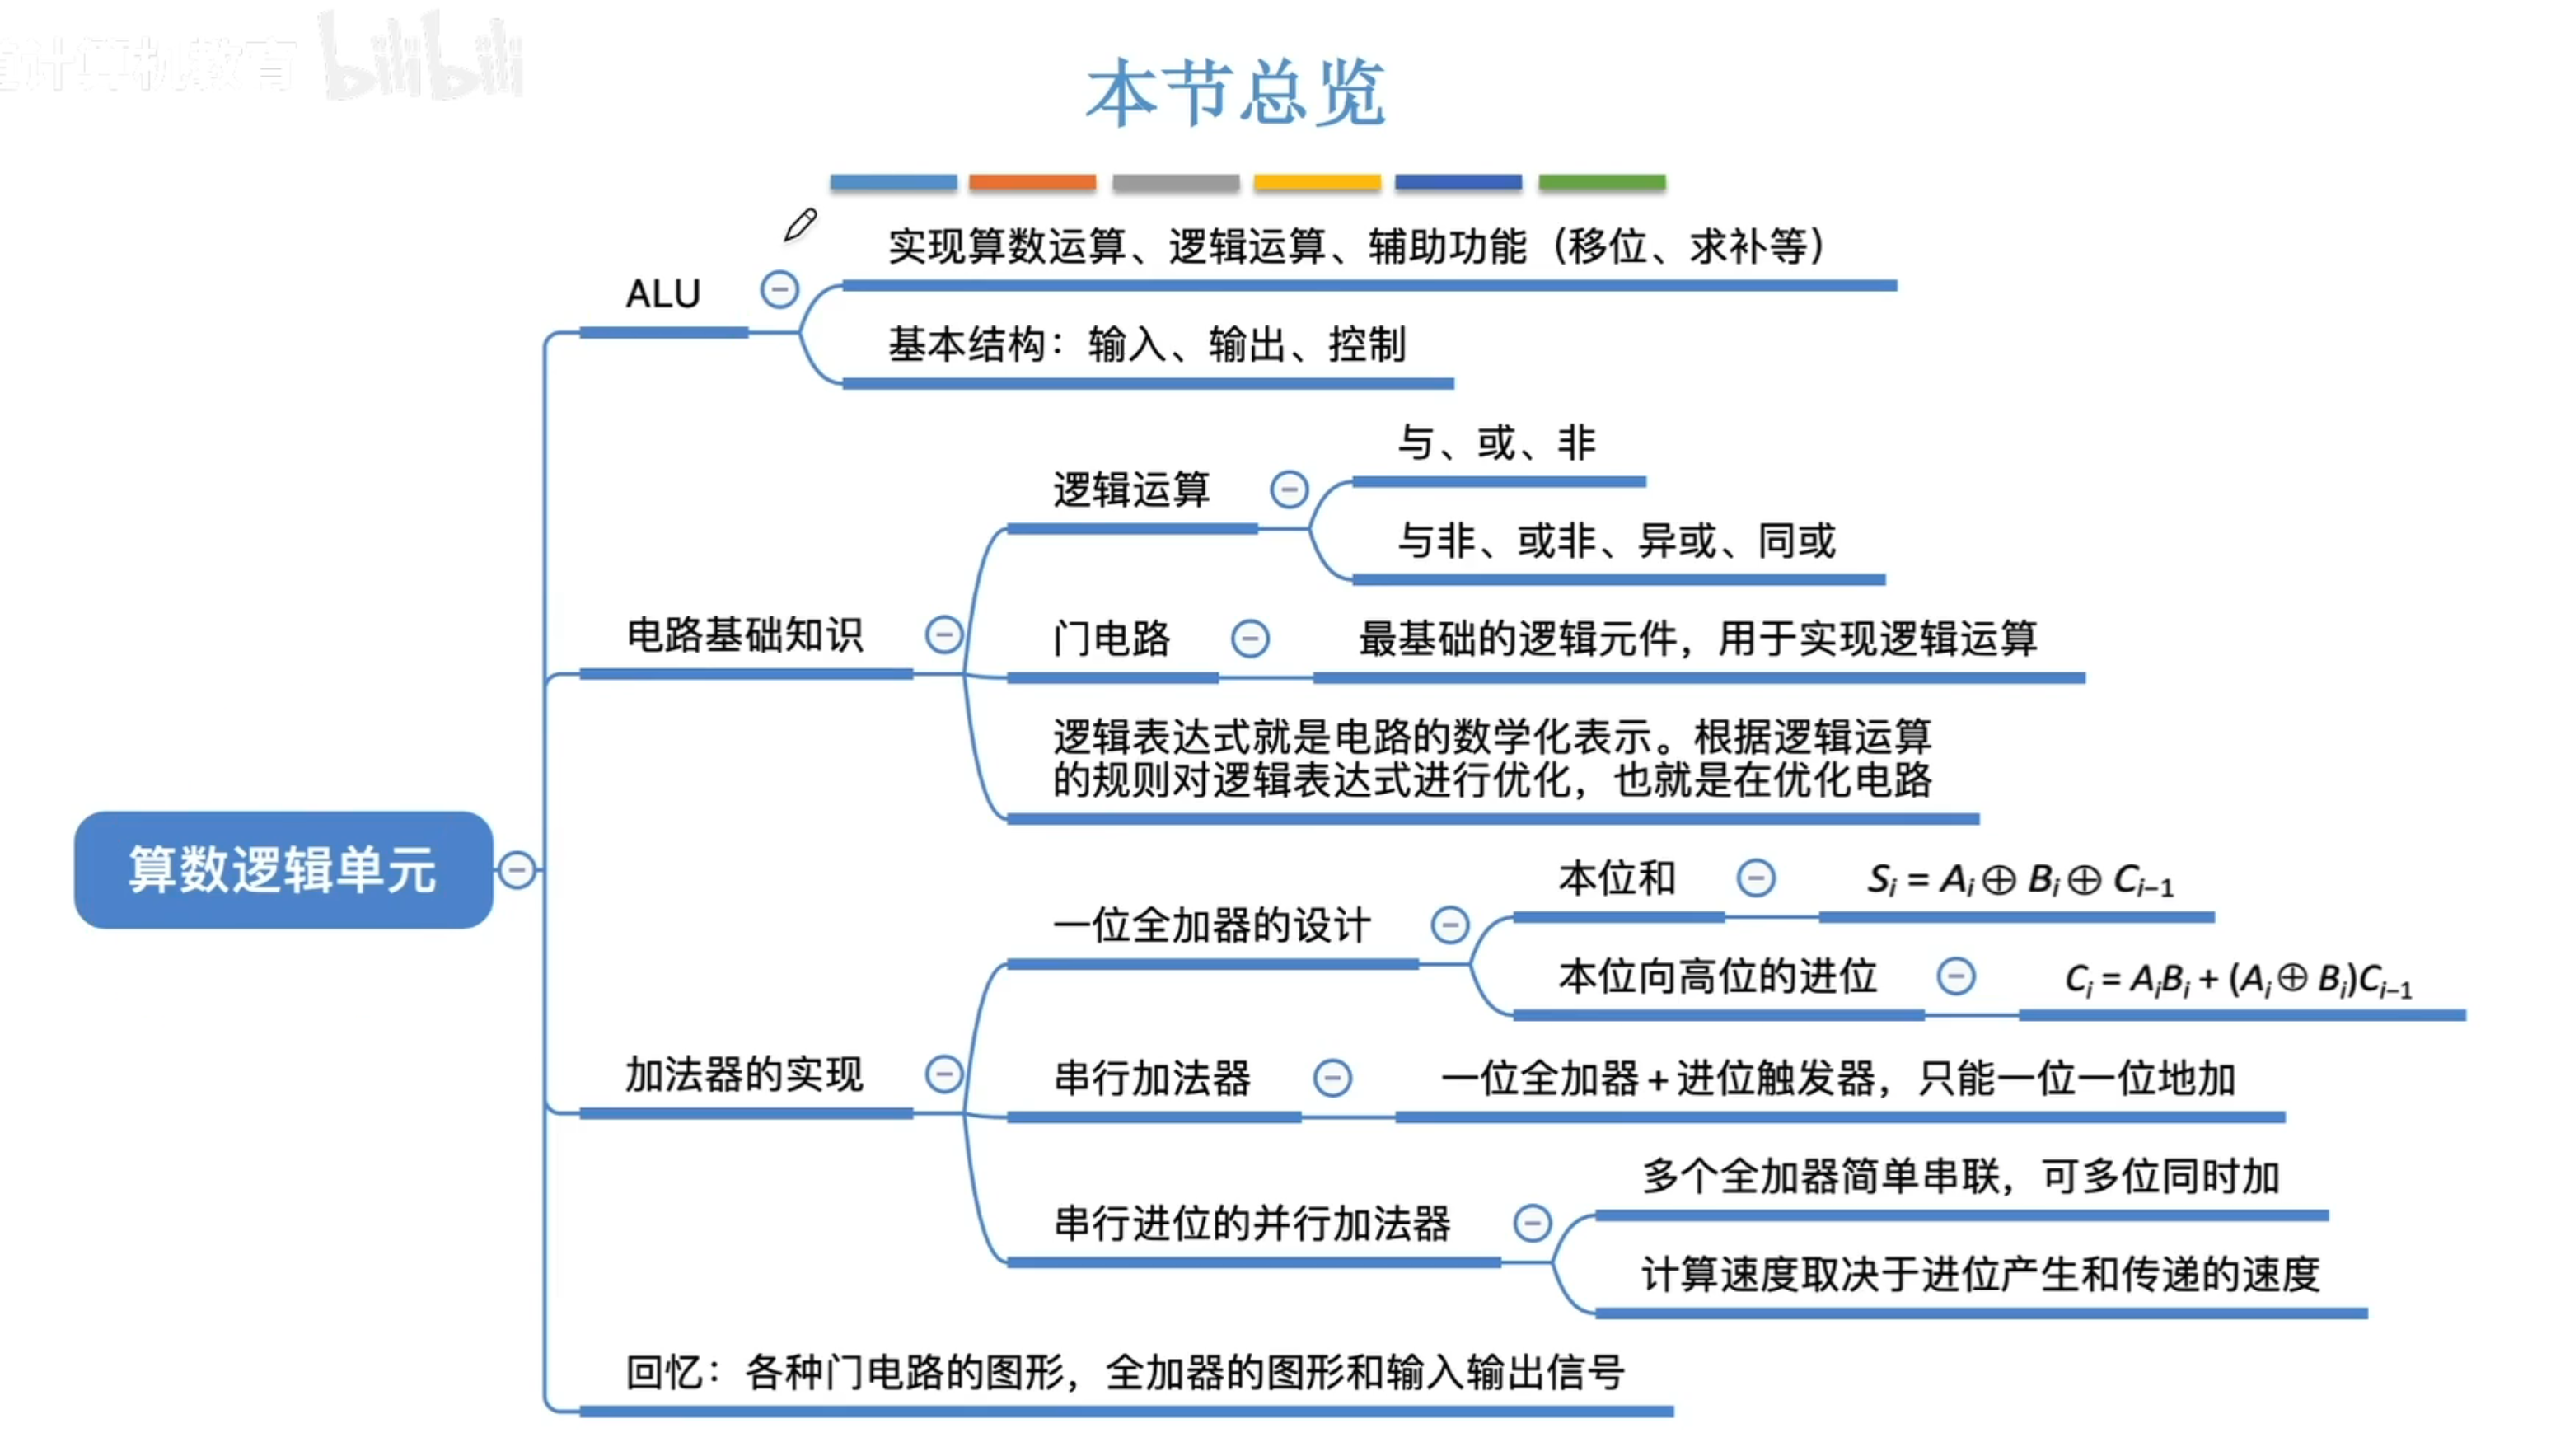 计算机教育 bilibili
本节总览
实现算数运算、逻辑运算、辅助功能（移位、求补等）
ALU
基本结构：输入、输出、控制
与、或、非
逻辑运算
与非、或非、异或、同或
电路基础知识
门电路
最基础的逻辑元件，用于实现逻辑运算
逻辑表达式就是电路的数学化表示。根据逻辑运算
的规则对逻辑表达式进行优化，也就是在优化电路
算数逻辑单元
本位和
Sᵢ = Aᵢ ⊕ Bᵢ ⊕ Cᵢ₋₁
一位全加器的设计
本位向高位的进位
Cᵢ = AᵢBᵢ + (Aᵢ ⊕ Bᵢ)Cᵢ₋₁
加法器的实现
串行加法器
一位全加器 + 进位触发器，只能一位一位地加
多个全加器简单串联，可多位同时加
串行进位的并行加法器
计算速度取决于进位产生和传递的速度
回忆：各种门电路的图形，全加器的图形和输入输出信号